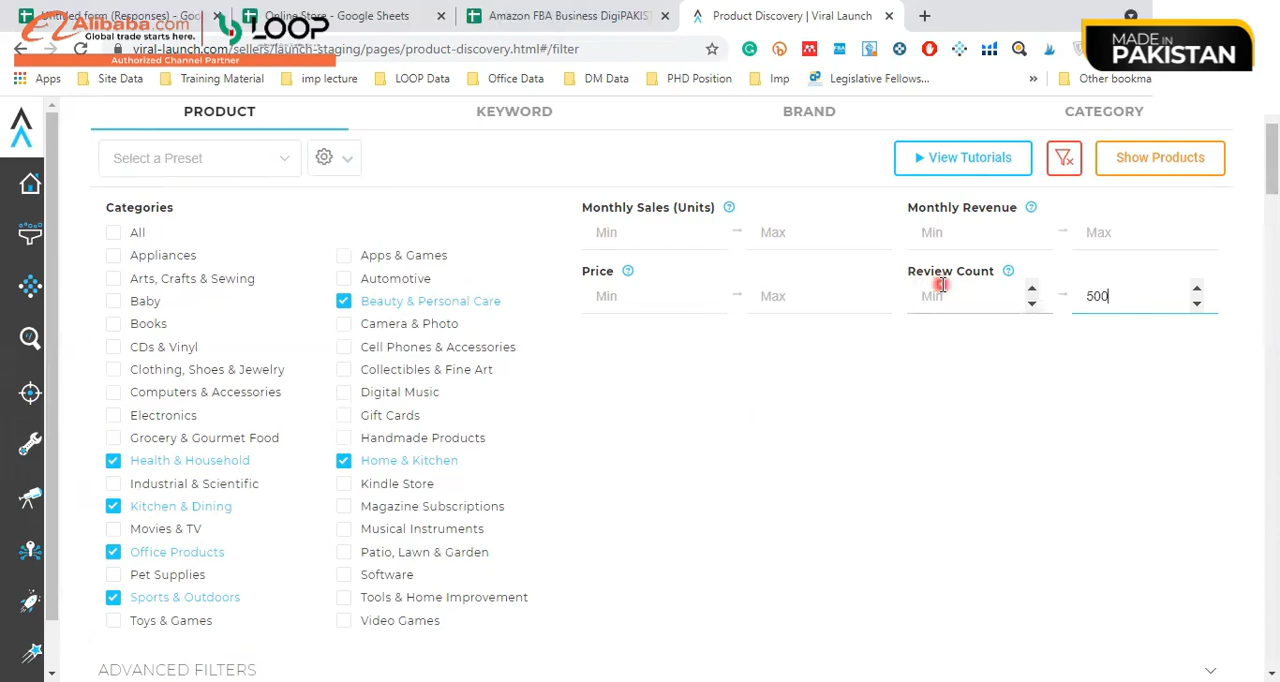 Untitled form (Responses) - Goo
Online Store - Google Sheets
Amazon FBA Business DigiPAKIST
Product Discovery | Viral Launch
Alibaba.com
Global trade starts here.
Authorized Channel Partner
LOOP
MADE IN
PAKISTAN
viral-launch.com/sellers/launch-staging/pages/product-discovery.html#/filter
Apps
Site Data
Training Material
imp lecture
LOOP Data
Office Data
DM Data
PHD Position
Imp
Legislative Fellows...
Other bookma
PRODUCT
KEYWORD
BRAND
CATEGORY
Select a Preset
View Tutorials
Show Products
Categories
All
Appliances
Apps & Games
Arts, Crafts & Sewing
Automotive
Baby
Beauty & Personal Care
Books
Camera & Photo
CDs & Vinyl
Cell Phones & Accessories
Clothing, Shoes & Jewelry
Collectibles & Fine Art
Computers & Accessories
Digital Music
Electronics
Gift Cards
Grocery & Gourmet Food
Handmade Products
Health & Household
Home & Kitchen
Industrial & Scientific
Kindle Store
Kitchen & Dining
Magazine Subscriptions
Movies & TV
Musical Instruments
Office Products
Patio, Lawn & Garden
Pet Supplies
Software
Sports & Outdoors
Tools & Home Improvement
Toys & Games
Video Games
Monthly Sales (Units)
Min
Max
Monthly Revenue
Min
Max
Price
Min
Max
Review Count
Min
500
ADVANCED FILTERS